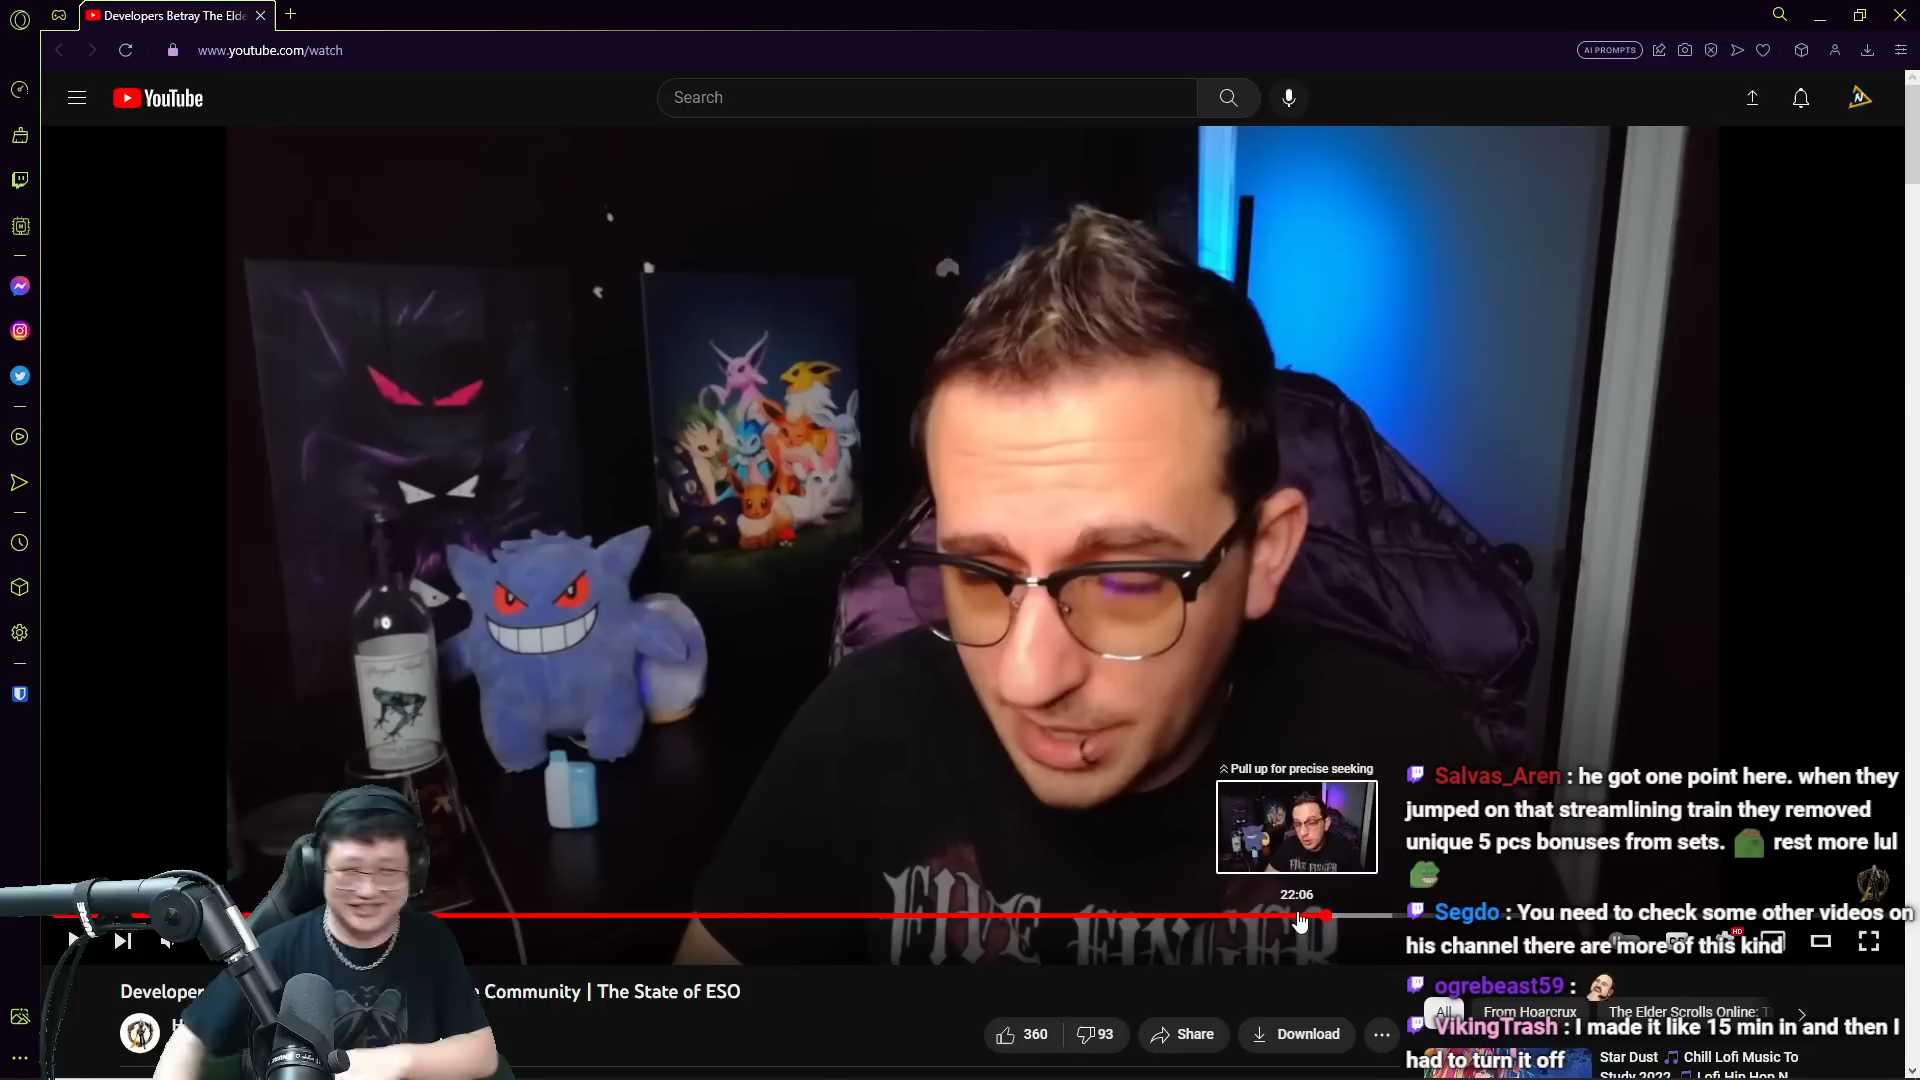 Developers Betray The Elde
www.youtube.com/watch
AI PROMPTS
YouTube
Search
N
Pull up for precise seeking
22:06
FIVE FINGER
Salvas_Aren : he got one point here. when they
jumped on that streamlining train they removed
unique 5 pcs bonuses from sets. rest more lul
Segdo : You need to check some other videos on
his channel there are more of this kind
HD
ogrebeast59 :
VikingTrash : I made it like 15 min in and then I
had to turn it off
Developer
e Community | The State of ESO
H
360
93
Share
Download
All
From Hoarcrux
The Elder Scrolls Online: T
Star Dust 🎵 Chill Lofi Music To
Study 2022 🎵 Lofi Hip Hop N